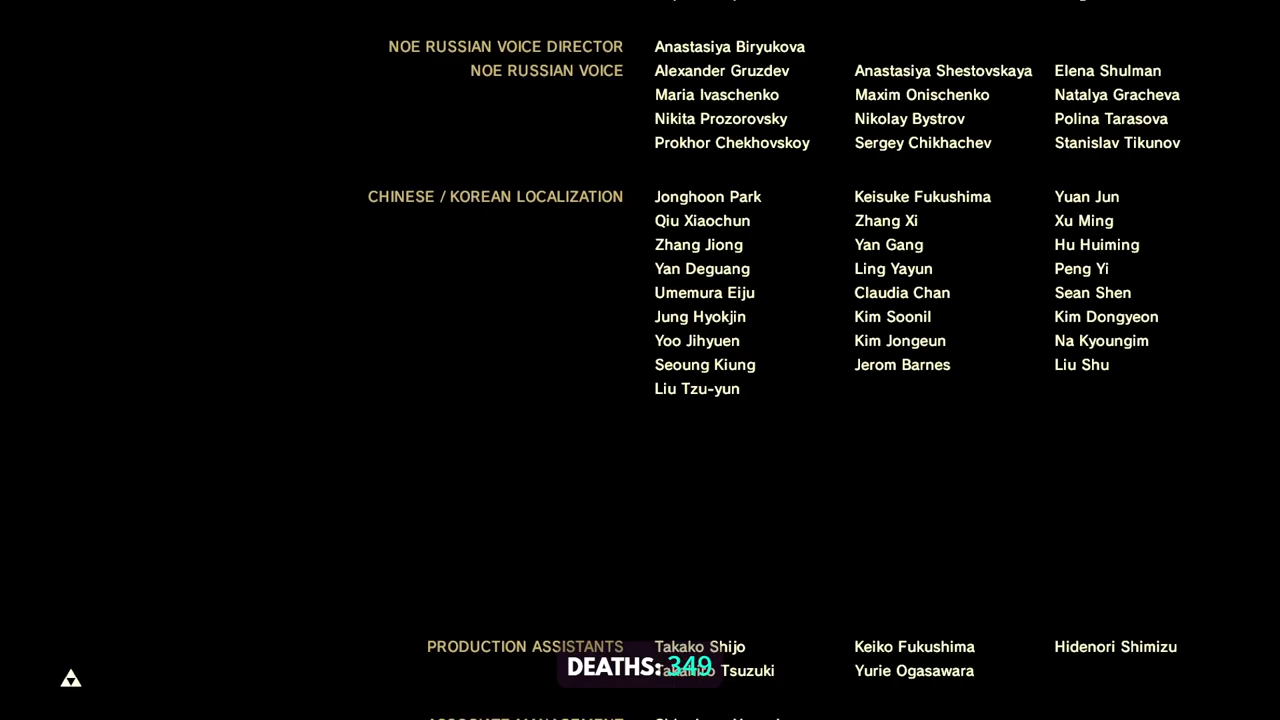 NOE RUSSIAN VOICE DIRECTOR Anastasiya Biryukova
NOE RUSSIAN VOICE Alexander Gruzdev Anastasiya Shestovskaya Elena Shulman
Maria Ivaschenko Maxim Onischenko Natalya Gracheva
Nikita Prozorovsky Nikolay Bystrov Polina Tarasova
Prokhor Chekhovskoy Sergey Chikhachev Stanislav Tikunov
CHINESE / KOREAN LOCALIZATION Jonghoon Park Keisuke Fukushima Yuan Jun
Qiu Xiaochun Zhang Xi Xu Ming
Zhang Jiong Yan Gang Hu Huiming
Yan Deguang Ling Yayun Peng Yi
Umemura Eiju Claudia Chan Sean Shen
Jung Hyokjin Kim Soonil Kim Dongyeon
Yoo Jihyuen Kim Jongeun Na Kyoungim
Seoung Kiung Jerom Barnes Liu Shu
Liu Tzu-yun
PRODUCTION ASSISTANTS Takako Shijo Keiko Fukushima Hidenori Shimizu
Tsuzuki Yurie Ogasawara
DEATHS: 349